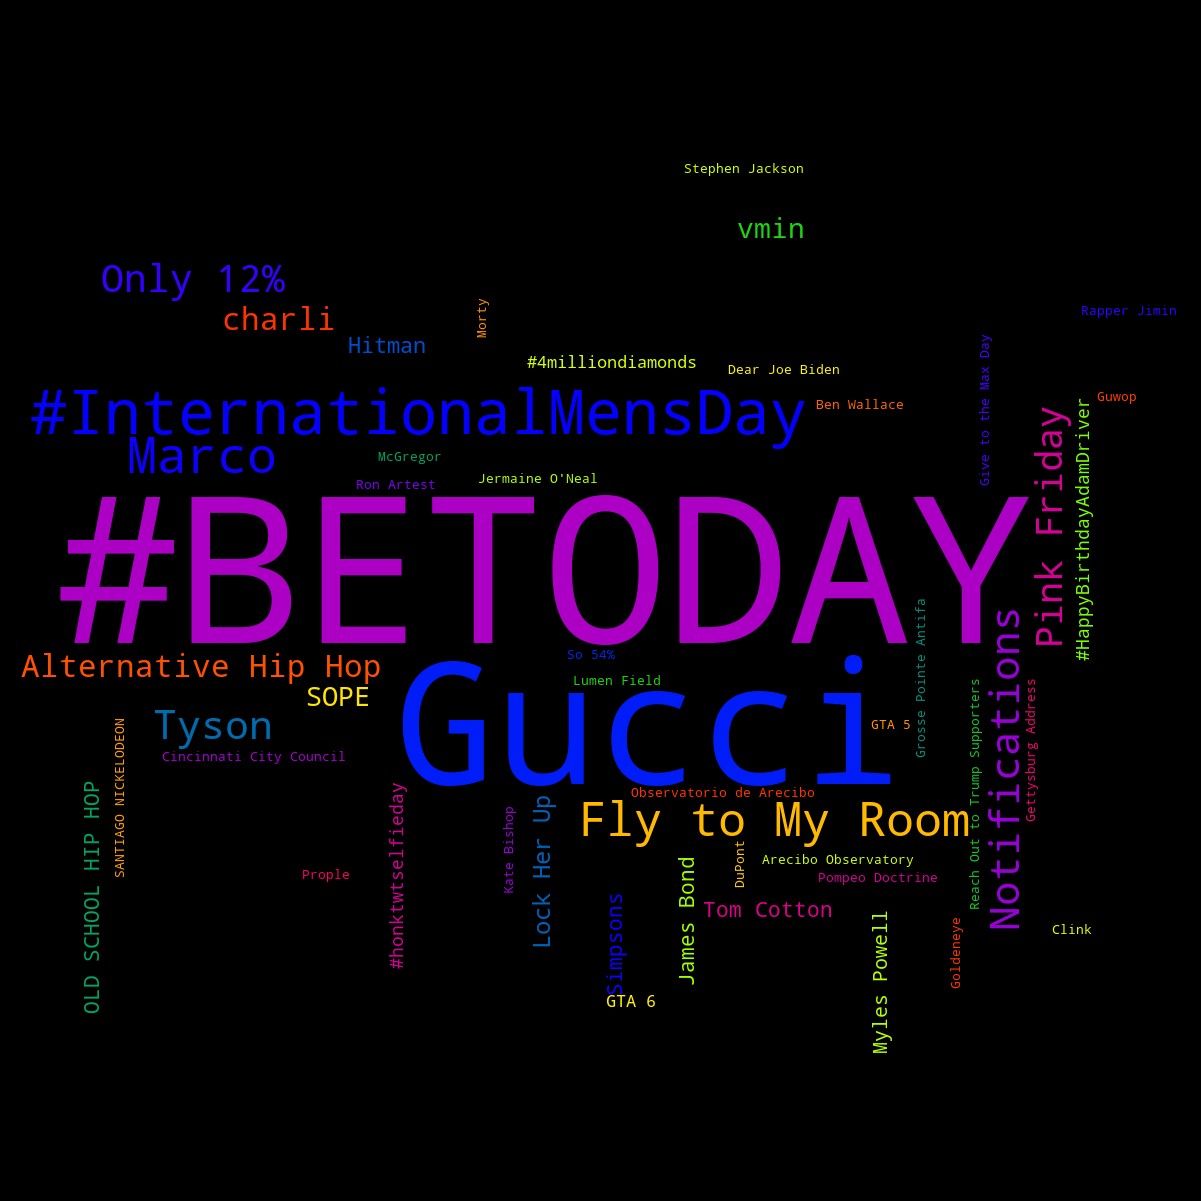 Stephen Jackson
vmin
Only 12%
charli
Morty
Rapper Jimin
Hitman
#4milliondiamonds
Dear Joe Biden
Give to the Max Day
#InternationalMensDay
Ben Wallace
Guwop
Pink Friday
#HappyBirthdayAdamDriver
Marco
McGregor
Ron Artest
Jermaine O'Neal
#BETODAY
Grosse Pointe Antifa
Notifications
So 54%
Alternative Hip Hop
Lumen Field
SOPE
Gucci
GTA 5
Reach Out to Trump Supporters
Gettysburg Address
Tyson
Cincinnati City Council
SANTIAGO NICKELODEON
OLD SCHOOL HIP HOP
#honktwtselfieday
Observatorio de Arecibo
Fly to My Room
Kate Bishop
Lock Her Up
DuPont
Arecibo Observatory
Prople
Pompeo Doctrine
James Bond
Tom Cotton
Simpsons
Myles Powell
Goldeneye
Clink
GTA 6